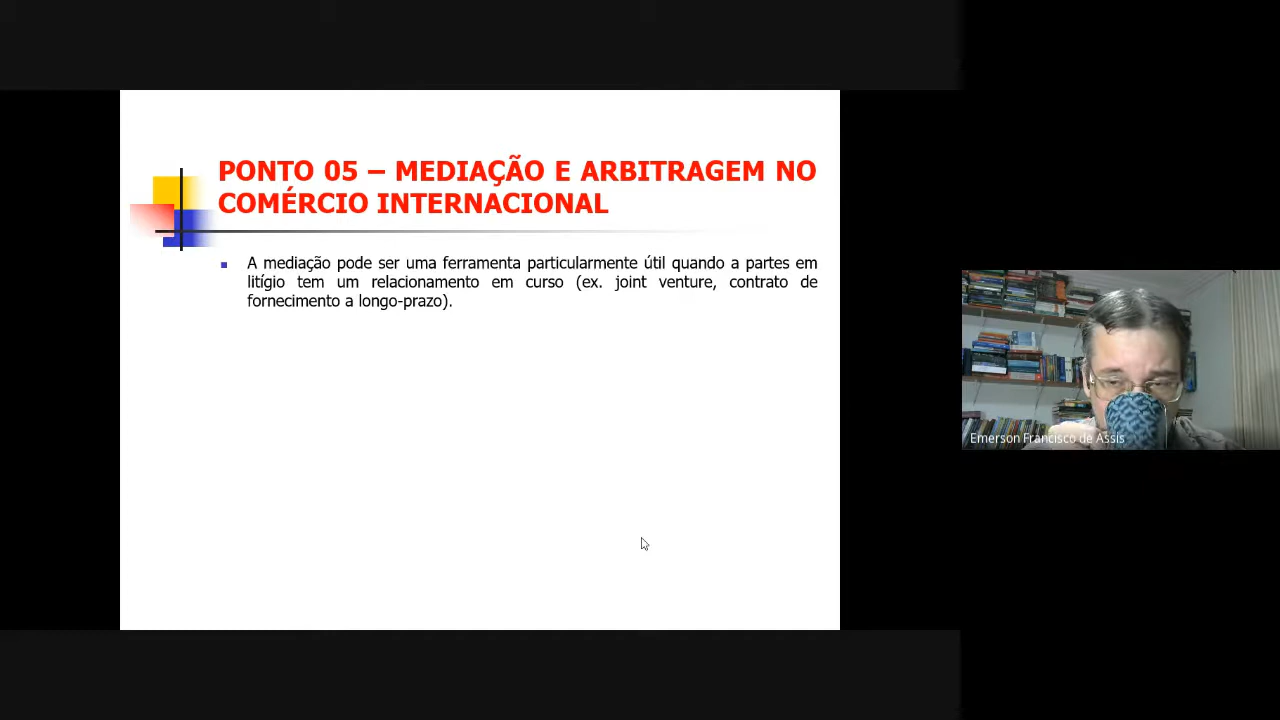 PONTO 05 – MEDIAÇÃO E ARBITRAGEM NO
COMÉRCIO INTERNACIONAL
A mediação pode ser uma ferramenta particularmente útil quando a partes em
litígio tem um relacionamento em curso (ex. joint venture, contrato de
fornecimento a longo-prazo).
Emerson Francisco de Assis